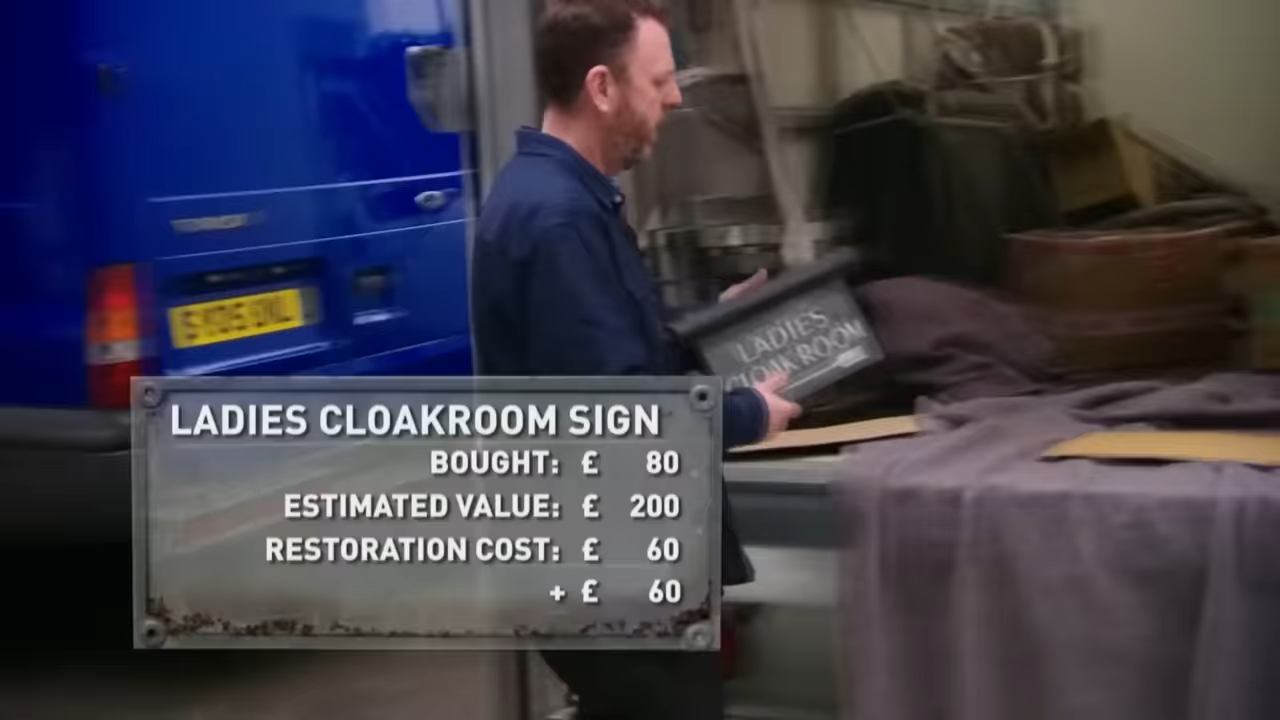 LADIES
CLOAKROOM
LADIES CLOAKROOM SIGN
BOUGHT: £ 80
ESTIMATED VALUE: £ 200
RESTORATION COST: £ 60
+ £ 60